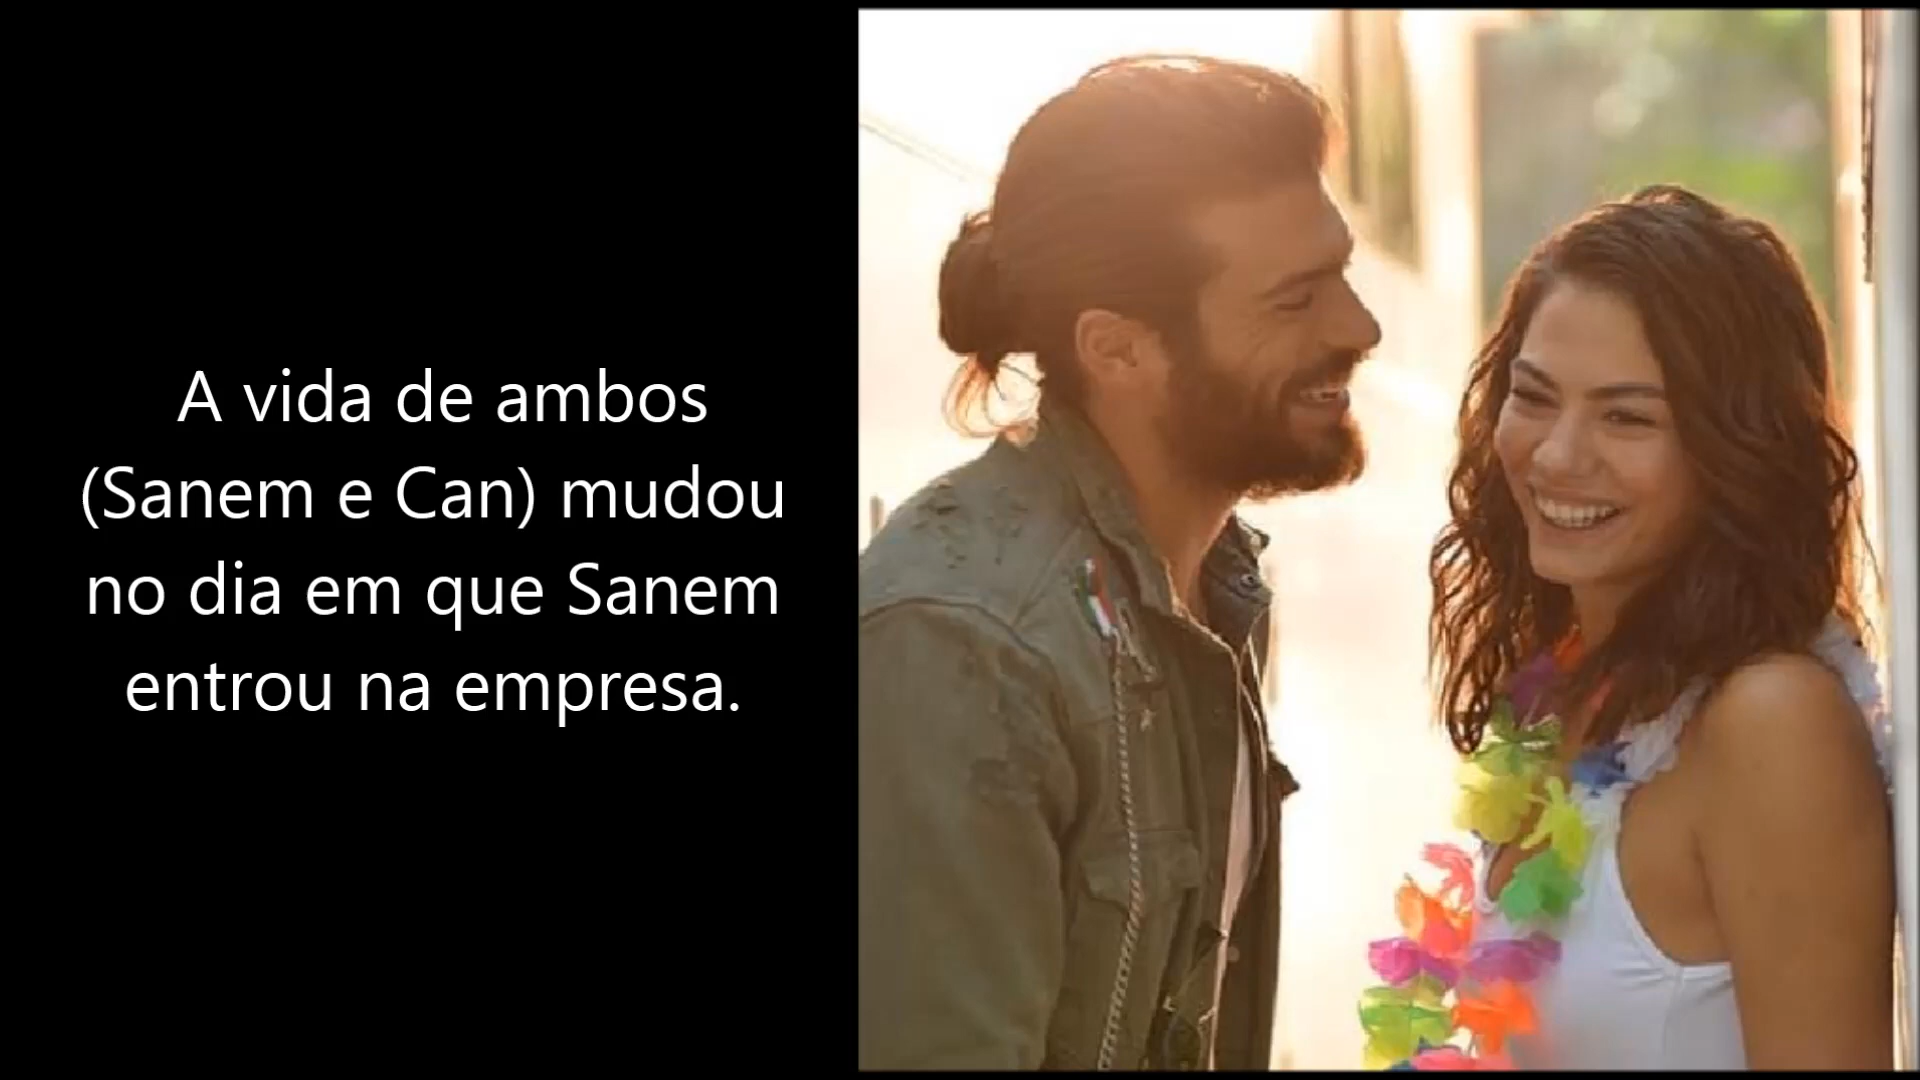 A vida de ambos
(Sanem e Can) mudou
no dia em que Sanem
entrou na empresa.